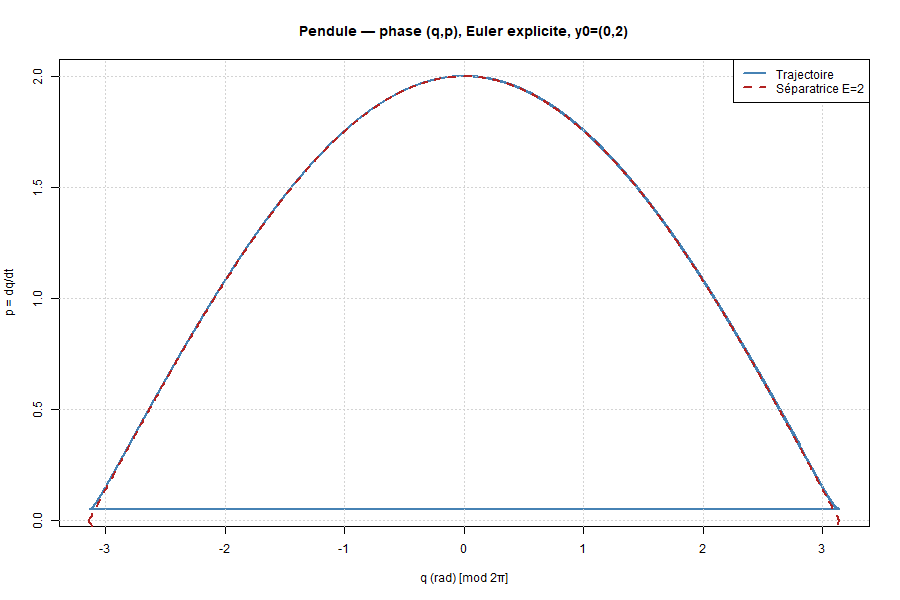 Pendule — phase (q,p), Euler explicite, y0=(0,2)
Trajectoire
Séparatrice E=2
p = dq/dt
2.0
1.5
1.0
0.5
0.0
-3 -2 -1 0 1 2 3
q (rad) [mod 2π]